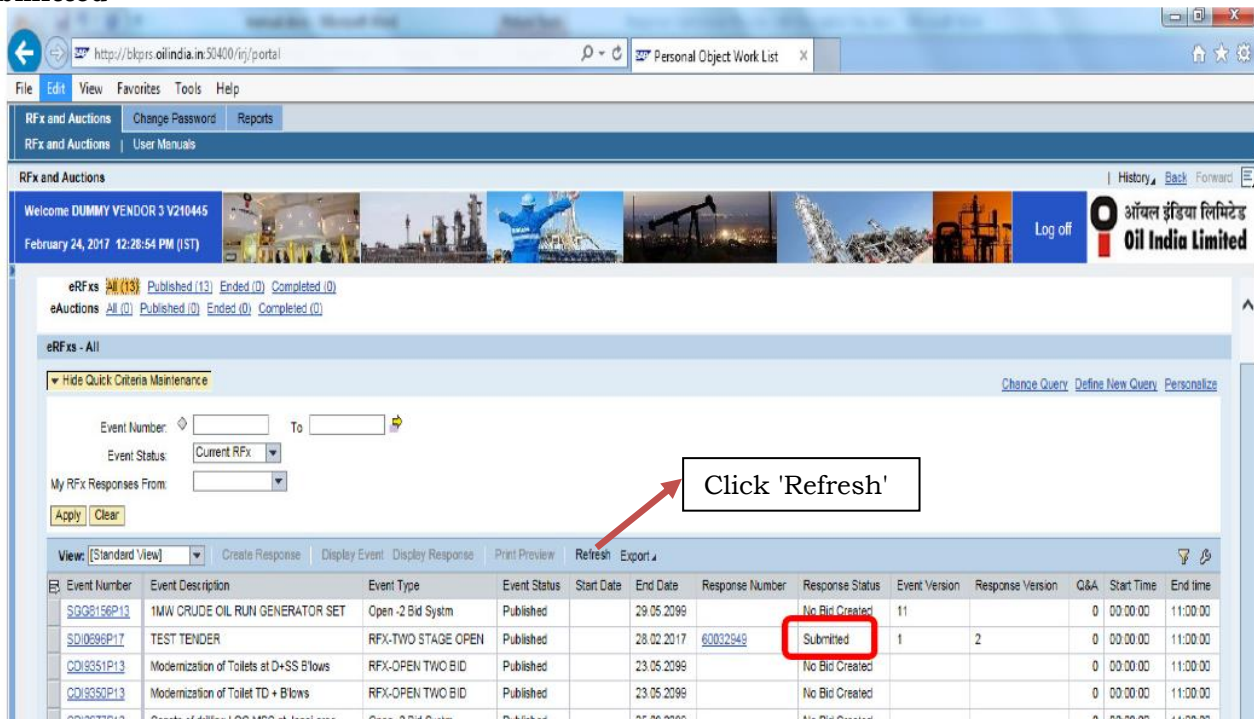 http://bkprs.oilindia.in:50400/irj/portal
Personal Object Work List X
File Edit View Favorites Tools Help
RFx and Auctions Change Password Reports
RFx and Auctions | User Manuals
RFx and Auctions | History Back Forward
Welcome DUMMY VENDOR 3 V210445
February 24, 2017 12:28:54 PM (IST)
Log off
ऑयल इंडिया लिमिटेड
Oil India Limited
eRFxs All (13) Published (13) Ended (0) Completed (0)
eAuctions All (0) Published (0) Ended (0) Completed (0)
eRFxs - All
Hide Quick Criteria Maintenance Change Query Define New Query Personalize
Event Number: To
Event Status: Current RFx
My RFx Responses From:
Click 'Refresh'
Apply Clear
View: [Standard View] Create Response Display Event Display Response Print Preview Refresh Export
Event Number Event Description Event Type Event Status Start Date End Date Response Number Response Status Event Version Response Version Q&A Start Time End time
SGG8156P13 1MW CRUDE OIL RUN GENERATOR SET Open -2 Bid Systm Published 29.05.2099 No Bid Created 11 0 00:00:00 11:00:00
SDI0696P17 TEST TENDER RFX-TWO STAGE OPEN Published 28.02.2017 60032949 Submitted 1 2 0 00:00:00 11:00:00
CDI9351P13 Modernization of Toilets at D+SS B'lows RFX-OPEN TWO BID Published 23.05.2099 No Bid Created 0 00:00:00 11:00:00
CDI9350P13 Modernization of Toilet TD + B'lows RFX-OPEN TWO BID Published 23.05.2099 No Bid Created 0 00:00:00 11:00:00